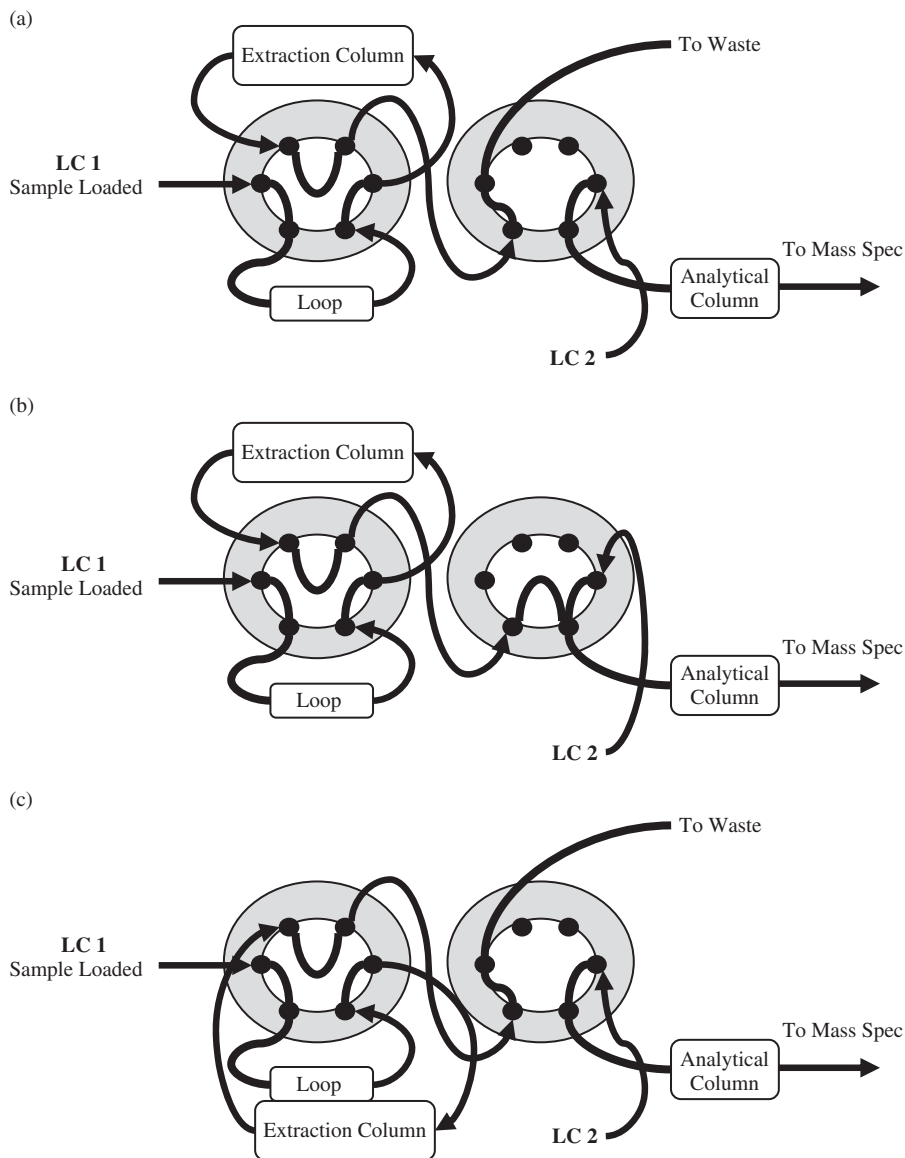 (a)
Extraction Column
To Waste
LC 1
Sample Loaded
To Mass Spec
Loop
Analytical
Column
LC 2
(b)
Extraction Column
LC 1
Sample Loaded
To Mass Spec
Loop
Analytical
Column
LC 2
(c)
To Waste
LC 1
Sample Loaded
To Mass Spec
Loop
Analytical
Column
Extraction Column
LC 2